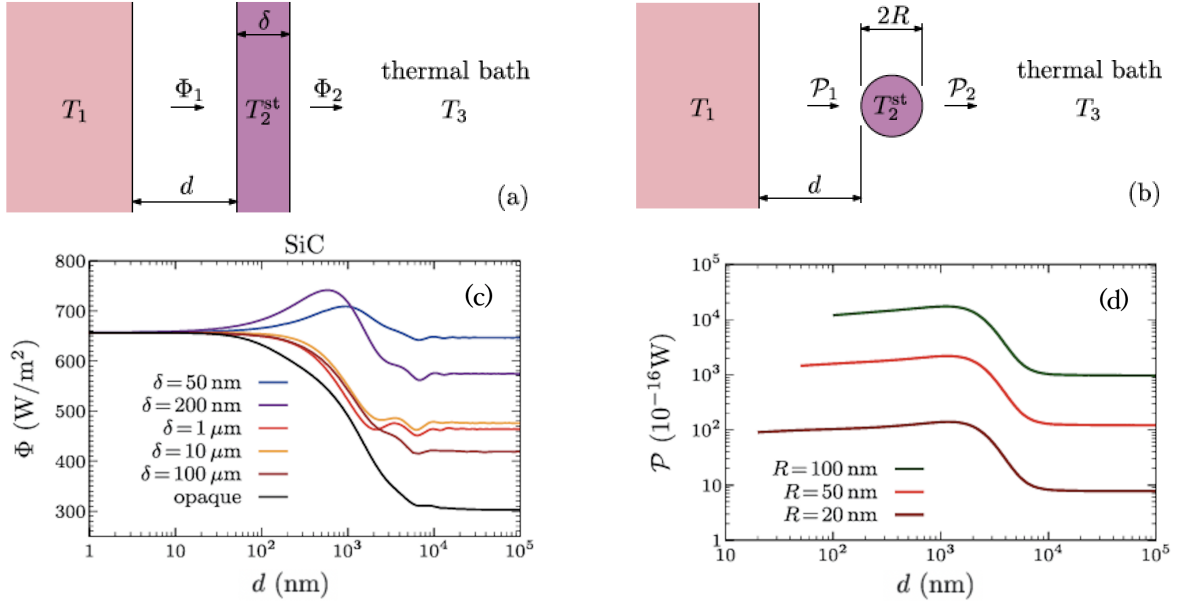 δ
thermal bath
Φ₁
Φ₂
T₁
T₂ˢᵗ
T₃
d
(a)
2R
thermal bath
𝒫₁
𝒫₂
T₁
T₂ˢᵗ
T₃
d
(b)
SiC
(c)
800
700
600
500
400
300
Φ (W/m²)
δ = 50 nm
δ = 200 nm
δ = 1 μm
δ = 10 μm
δ = 100 μm
opaque
1
10
10²
10³
10⁴
10⁵
d (nm)
(d)
10⁵
10⁴
10³
10²
10
1
𝒫 (10⁻¹⁶W)
R = 100 nm
R = 50 nm
R = 20 nm
10
10²
10³
10⁴
10⁵
d (nm)